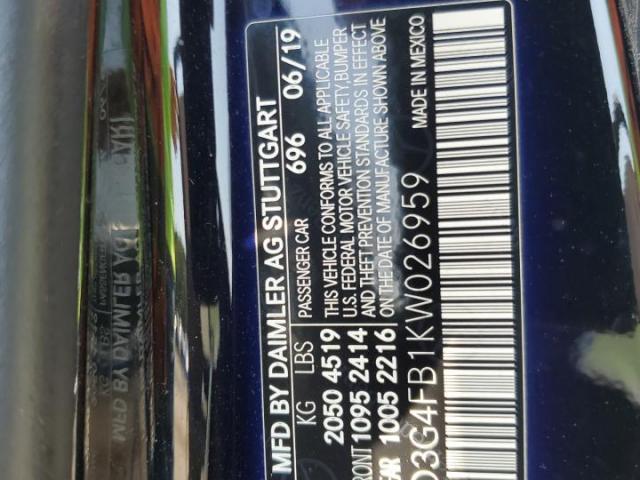 MFD BY DAIMLER AG STUTTGART
KG LBS PASSENGER CAR 696 06/19
2050 4519 THIS VEHICLE CONFORMS TO ALL APPLICABLE
U.S. FEDERAL MOTOR VEHICLE SAFETY, BUMPER
FRONT 1095 2414 AND THEFT PREVENTION STANDARDS IN EFFECT
1005 2216 ON THE DATE OF MANUFACTURE SHOWN ABOVE
MADE IN MEXICO
D3G4FB1KW026959